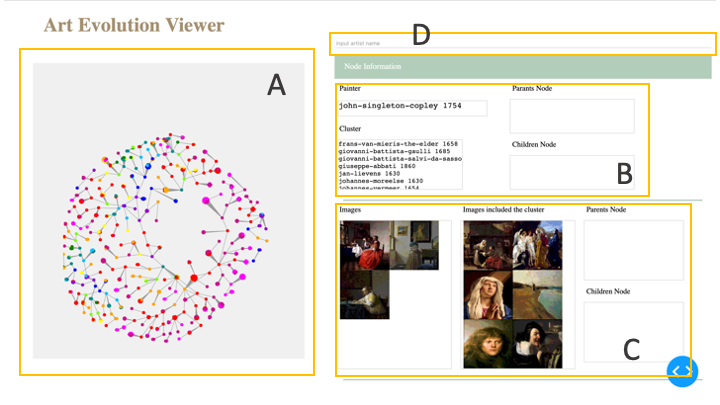 Art Evolution Viewer
D
input artist name
Node Information
A
Painter
Parants Node
john-singleton-copley 1754
Cluster
Children Node
frans-van-mieris-the-elder 1658
giovanni-battista-gaulli 1685
giovanni-battista-salvi-da-sasso
giuseppe-abbati 1860
jan-lievens 1630
johannes-moreelse 1630
johannes-vermeer 1654
B
Images
Images included the cluster
Parents Node
Children Node
C
< >